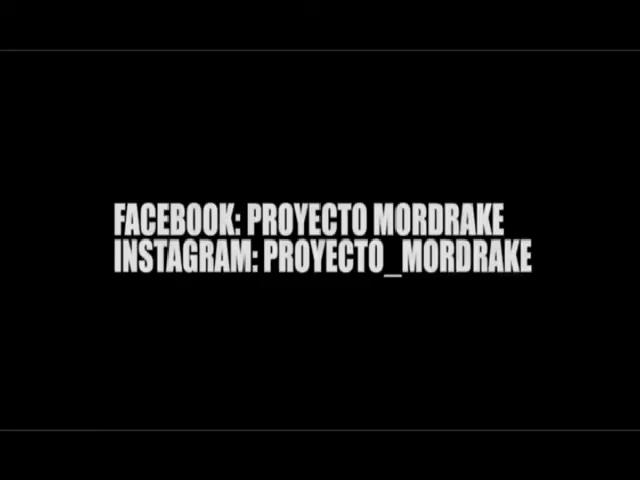 FACEBOOK: PROYECTO MORDRAKE
INSTAGRAM: PROYECTO_MORDRAKE